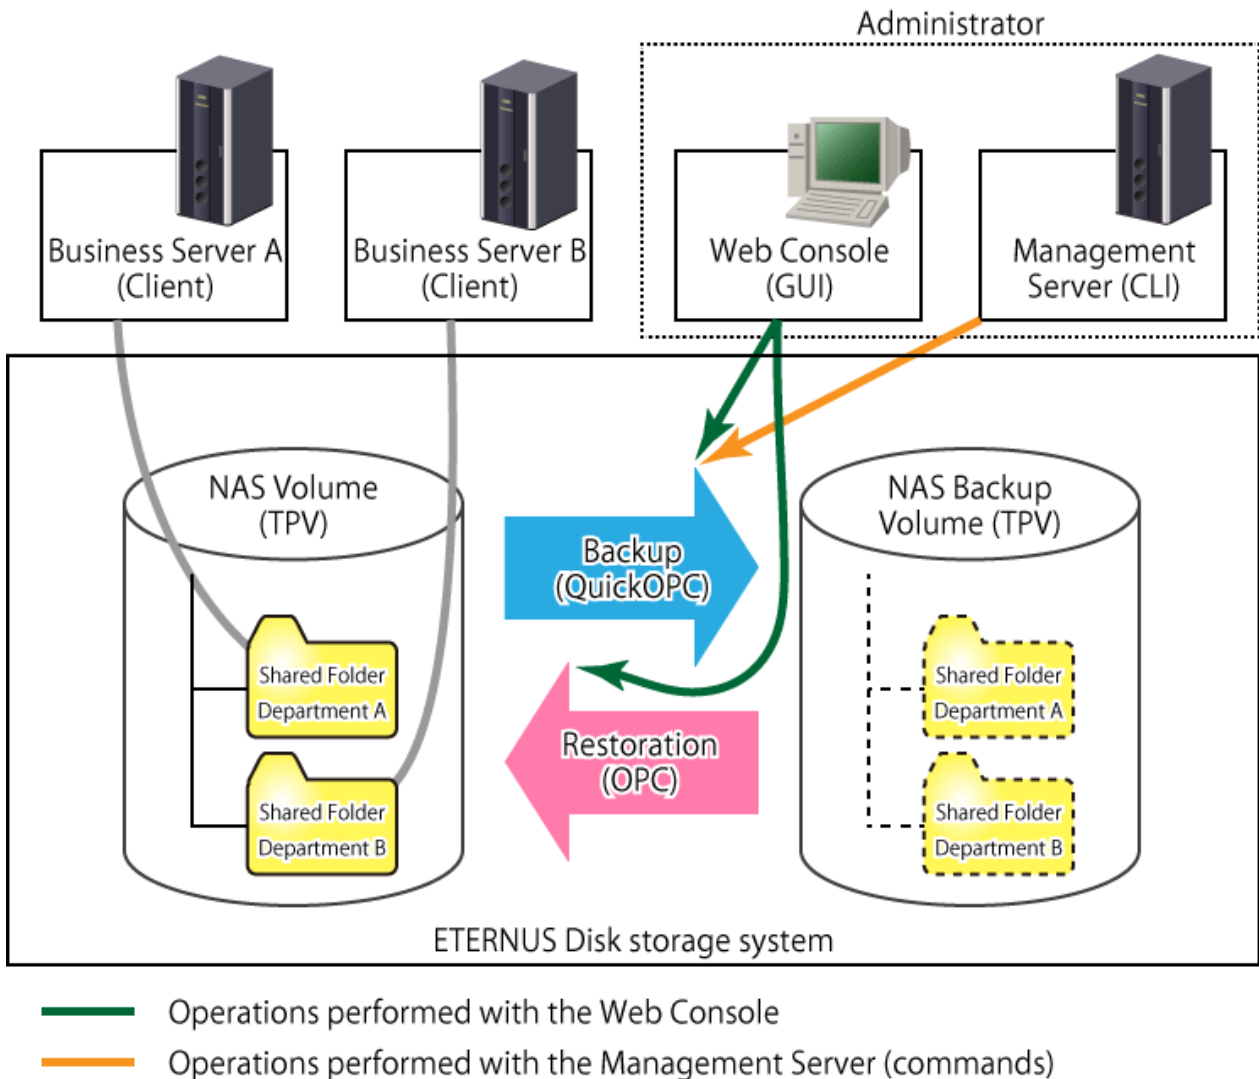 Administrator
Business Server A
(Client)
Business Server B
(Client)
Web Console
(GUI)
Management
Server (CLI)
NAS Volume
(TPV)
NAS Backup
Volume (TPV)
Backup
(QuickOPC)
Shared Folder
Department A
Shared Folder
Department B
Restoration
(OPC)
Shared Folder
Department A
Shared Folder
Department B
ETERNUS Disk storage system
Operations performed with the Web Console
Operations performed with the Management Server (commands)